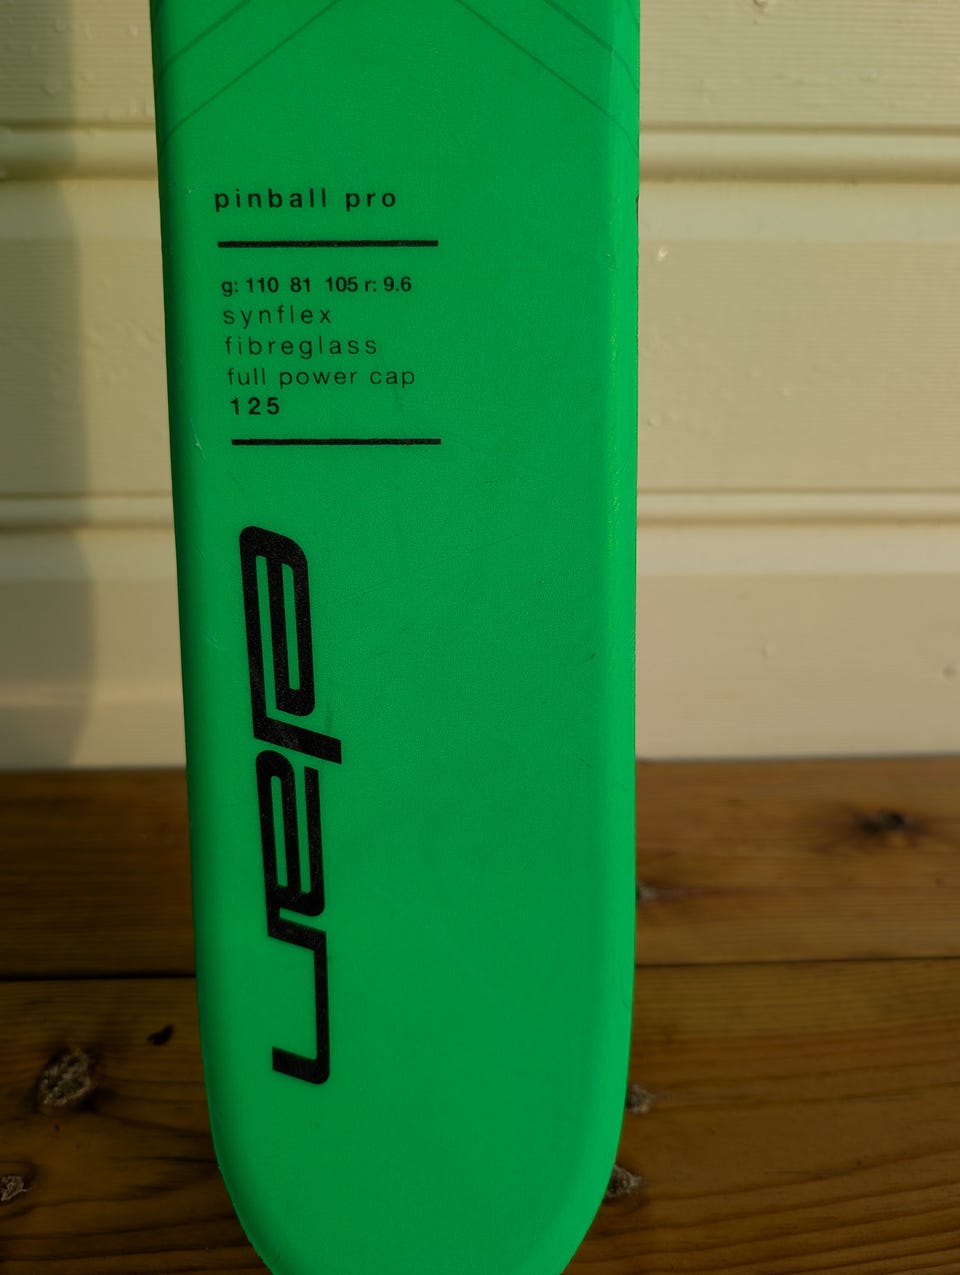 pinball pro
g: 110 81 105 r: 9.6
synflex
fibreglass
full power cap
125
elan